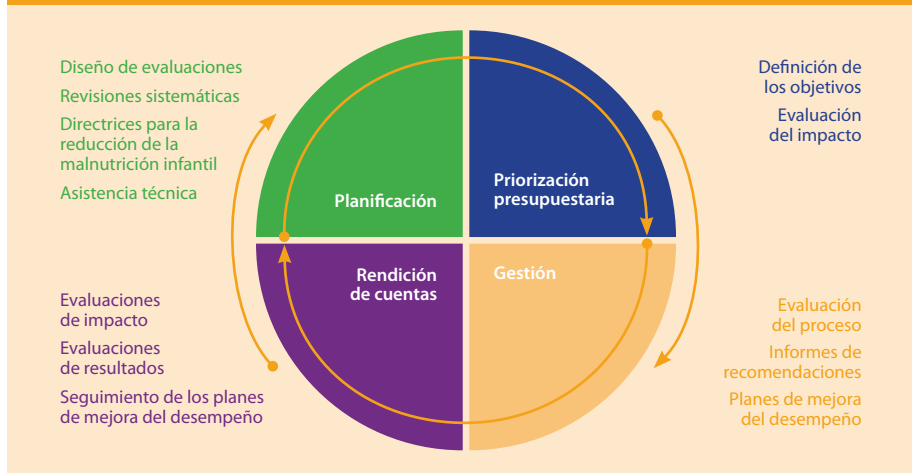 Diseño de evaluaciones
Revisiones sistemáticas
Directrices para la
reducción de la
malnutrición infantil
Asistencia técnica
Planificación
Priorización
presupuestaria
Definición de
los objetivos
Evaluación
del impacto
Evaluaciones
de impacto
Evaluaciones
de resultados
Seguimiento de los planes
de mejora del desempeño
Rendición
de cuentas
Gestión
Evaluación
del proceso
Informes de
recomendaciones
Planes de mejora
del desempeño